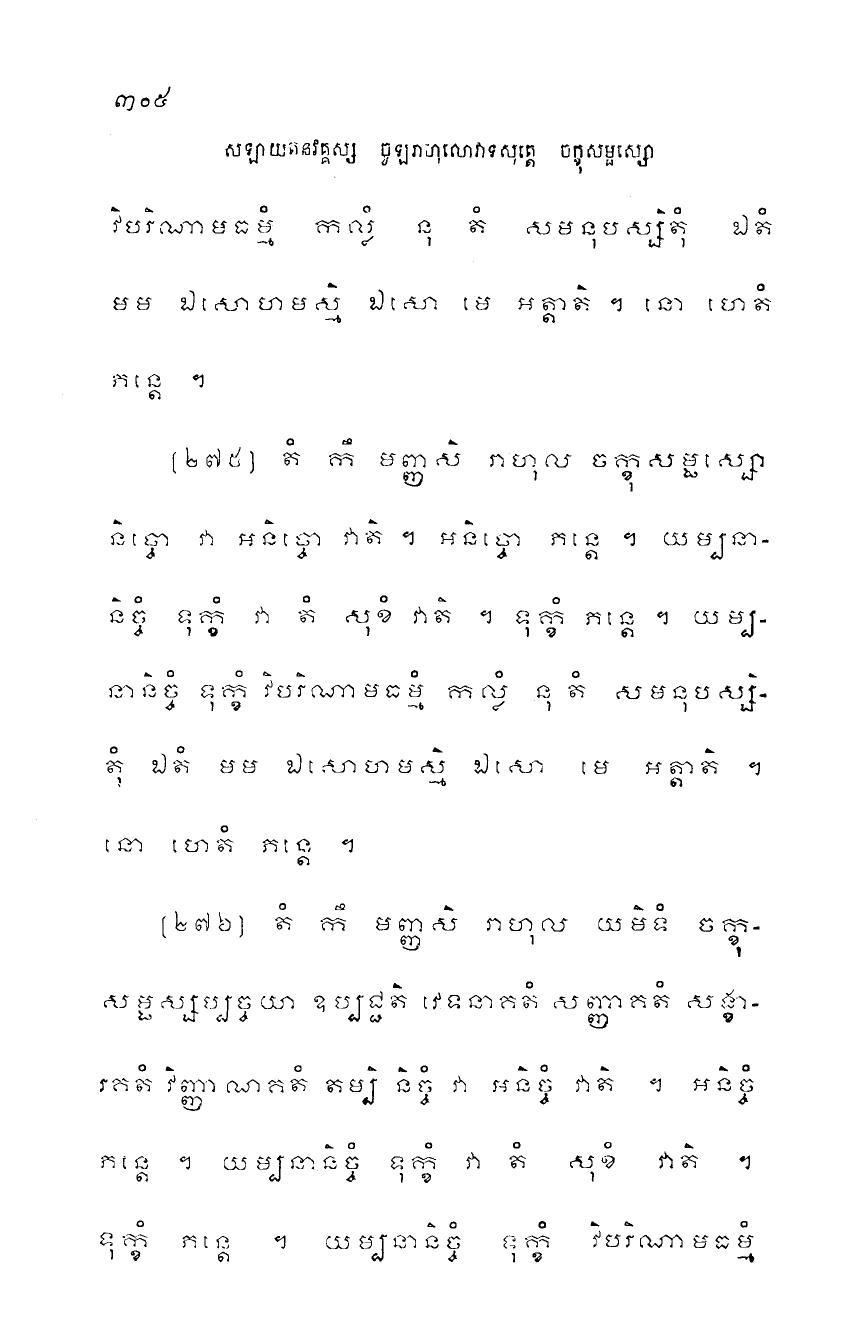 ៣០៥
សឡាយតនវគ្គស្ស ចូឡរាហុលោវាទសុត្តេ ចក្ខុសម្ផស្សោ
វិបរិណាមធម្មំ កល្លំ នុ តំ សមនុបស្សិតុំ ឯតំ
មម ឯសោហមស្មិ ឯសោ មេ អត្តាតិ ។ នោ ហេតំ
ភន្តេ ។
(២៧៥) តំ កឹ មញ្ញសិ រាហុល ចក្ខុសម្ផស្សោ
និច្ចោ វា អនិច្ចោ វាតិ ។ អនិច្ចោ ភន្តេ ។ យម្បនា-
និច្ចំ ទុក្ខំ វា តំ សុខំ វាតិ ។ ទុក្ខំ ភន្តេ ។ យម្ប-
នានិច្ចំ ទុក្ខំ វិបរិណាមធម្មំ កល្លំ នុ តំ សមនុបស្សិ-
តុំ ឯតំ មម ឯសោហមស្មិ ឯសោ មេ អត្តាតិ ។
នោ ហេតំ ភន្តេ ។
(២៧៦) តំ កឹ មញ្ញសិ រាហុល យមិទំ ចក្ខុ-
សម្ផស្សប្បច្ចយា ឧប្បជ្ជតិ វេទនាគតំ សញ្ញាគតំ សង្ខា-
រគតំ វិញ្ញាណគតំ តម្បិ និច្ចំ វា អនិច្ចំ វាតិ ។ អនិច្ចំ
ភន្តេ ។ យម្បនានិច្ចំ ទុក្ខំ វា តំ សុខំ វាតិ ។
ទុក្ខំ ភន្តេ ។ យម្បនានិច្ចំ ទុក្ខំ វិបរិណាមធម្មំ